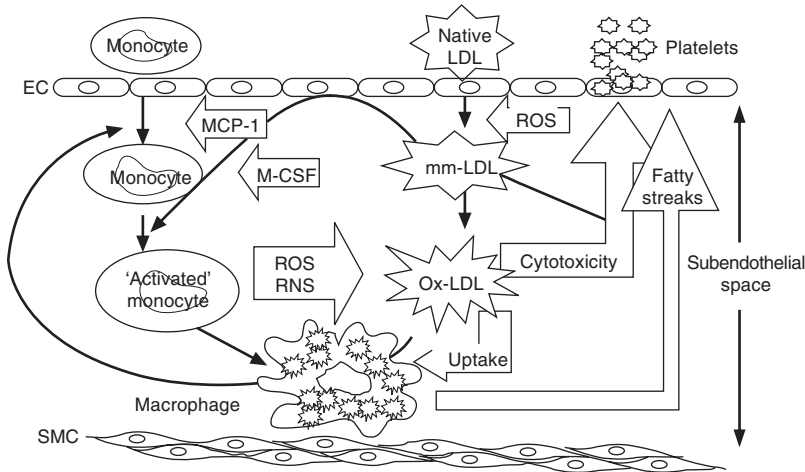 Monocyte
Native
LDL
Platelets
EC
MCP-1
ROS
Monocyte
M-CSF
mm-LDL
Fatty
streaks
'Activated'
monocyte
ROS
RNS
Ox-LDL
Cytotoxicity
Subendothelial
space
Uptake
Macrophage
SMC